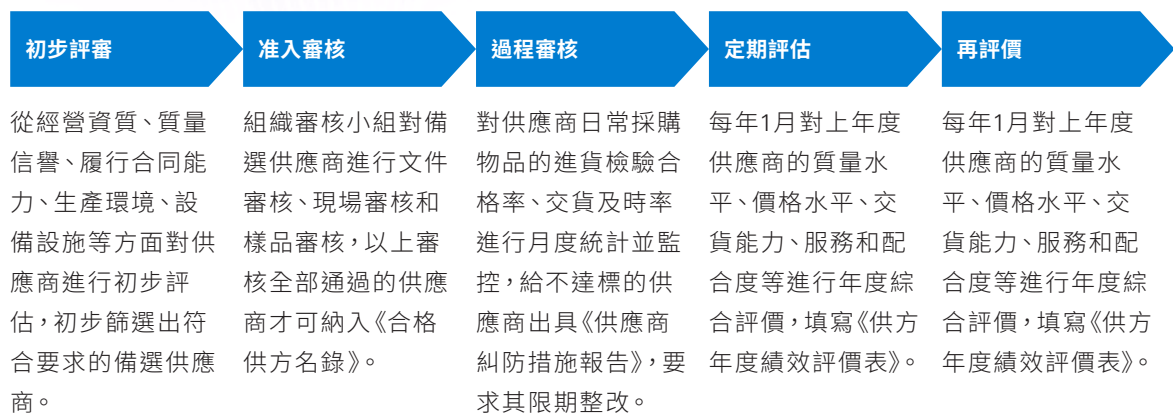 初步評審
從經營資質、質量
信譽、履行合同能
力、生產環境、設
備設施等方面對供
應商進行初步評
估，初步篩選出符
合要求的備選供應
商。
准入審核
組織審核小組對備
選供應商進行文件
審核、現場審核和
樣品審核，以上審
核全部通過的供應
商才可納入《合格
供方名錄》。
過程審核
對供應商日常採購
物品的進貨檢驗合
格率、交貨及時率
進行月度統計並監
控，給不達標的供
應商出具《供應商
糾防措施報告》，要
求其限期整改。
定期評估
每年1月對上年度
供應商的質量水
平、價格水平、交
貨能力、服務和配
合度等進行年度綜
合評價，填寫《供方
年度績效評價表》。
再評價
每年1月對上年度
供應商的質量水
平、價格水平、交
貨能力、服務和配
合度等進行年度綜
合評價，填寫《供方
年度績效評價表》。